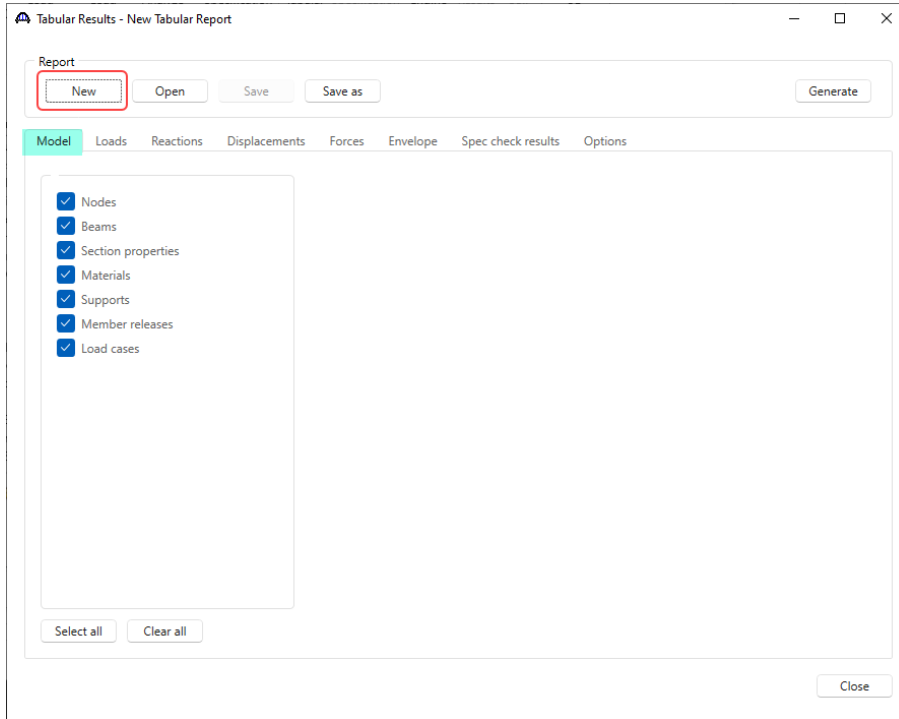 Tabular Results - New Tabular Report
Report
New Open Save Save as Generate
Model Loads Reactions Displacements Forces Envelope Spec check results Options
Nodes
Beams
Section properties
Materials
Supports
Member releases
Load cases
Select all Clear all
Close